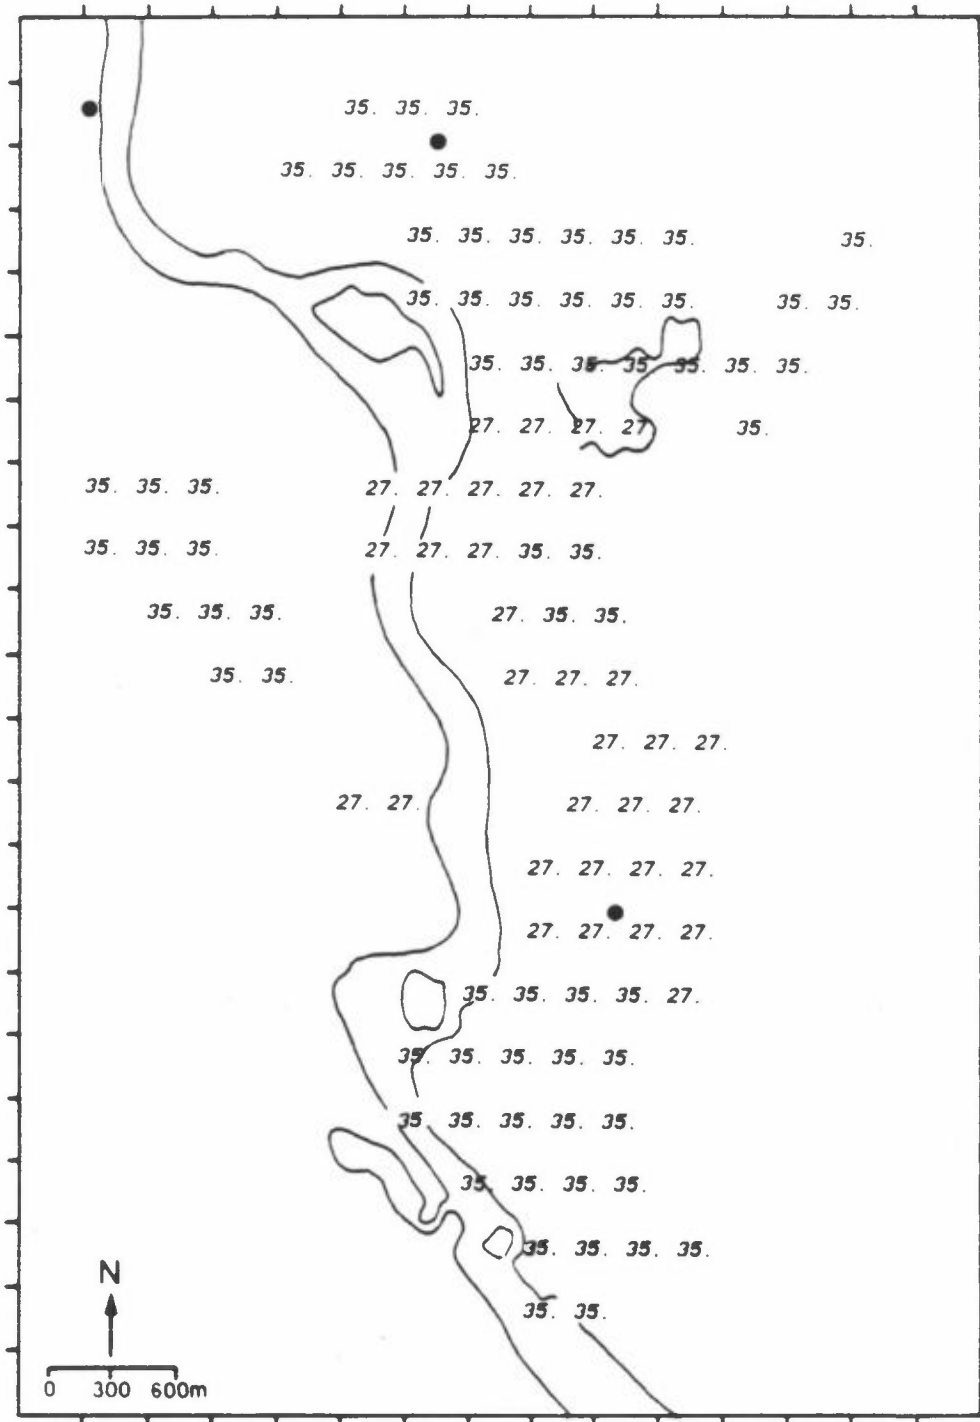 35. 35. 35.
35. 35. 35. 35. 35.
35. 35. 35. 35. 35. 35. 35.
35. 35. 35. 35. 35. 35. 35. 35.
35. 35. 35. 35 35. 35. 35.
27. 27. 27. 27 35.
35. 35. 35. 27. 27. 27. 27. 27.
35. 35. 35. 27. 27. 27. 35. 35.
35. 35. 35. 27. 35. 35.
35. 35. 27. 27. 27.
27. 27. 27.
27. 27. 27. 27. 27.
27. 27. 27. 27.
27. 27. 27. 27.
35. 35. 35. 35. 27.
35. 35. 35. 35. 35.
35 35. 35. 35. 35.
35. 35. 35. 35.
35. 35. 35. 35.
N
35. 35.
0 300 600m